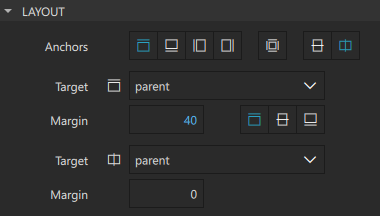 LAYOUT
Anchors
Target parent
Margin 40
Target parent
Margin 0